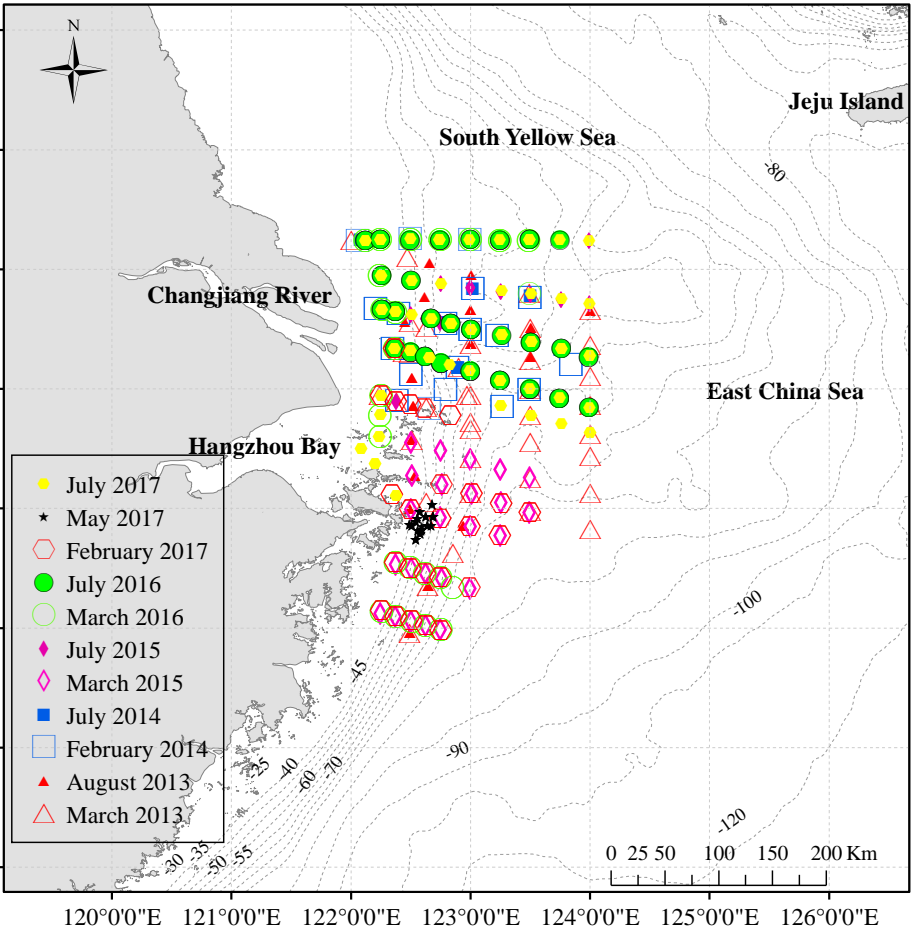 N
Jeju Island
South Yellow Sea
-80
Changjiang River
East China Sea
Hangzhou Bay
July 2017
May 2017
February 2017
July 2016
March 2016
July 2015
March 2015
July 2014
February 2014
August 2013
March 2013
-100
-45
-90
-25
-40
-60
-70
-120
-30
-35
-50
-55
0 25 50 100 150 200 Km
120°0'0"E 121°0'0"E 122°0'0"E 123°0'0"E 124°0'0"E 125°0'0"E 126°0'0"E